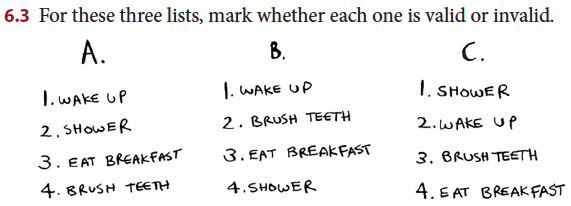 6.3 For these three lists, mark whether each one is valid or invalid.
A.
1. WAKE UP
2. SHOWER
3. EAT BREAKFAST
4. BRUSH TEETH
B.
1. WAKE UP
2. BRUSH TEETH
3. EAT BREAKFAST
4. SHOWER
C.
1. SHOWER
2. WAKE UP
3. BRUSH TEETH
4. EAT BREAKFAST